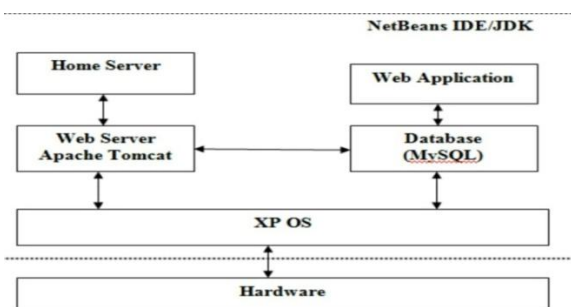 NetBeans IDE/JDK
Home Server
Web Application
Web Server
Apache Tomcat
Database
(MySQL)
XP OS
Hardware